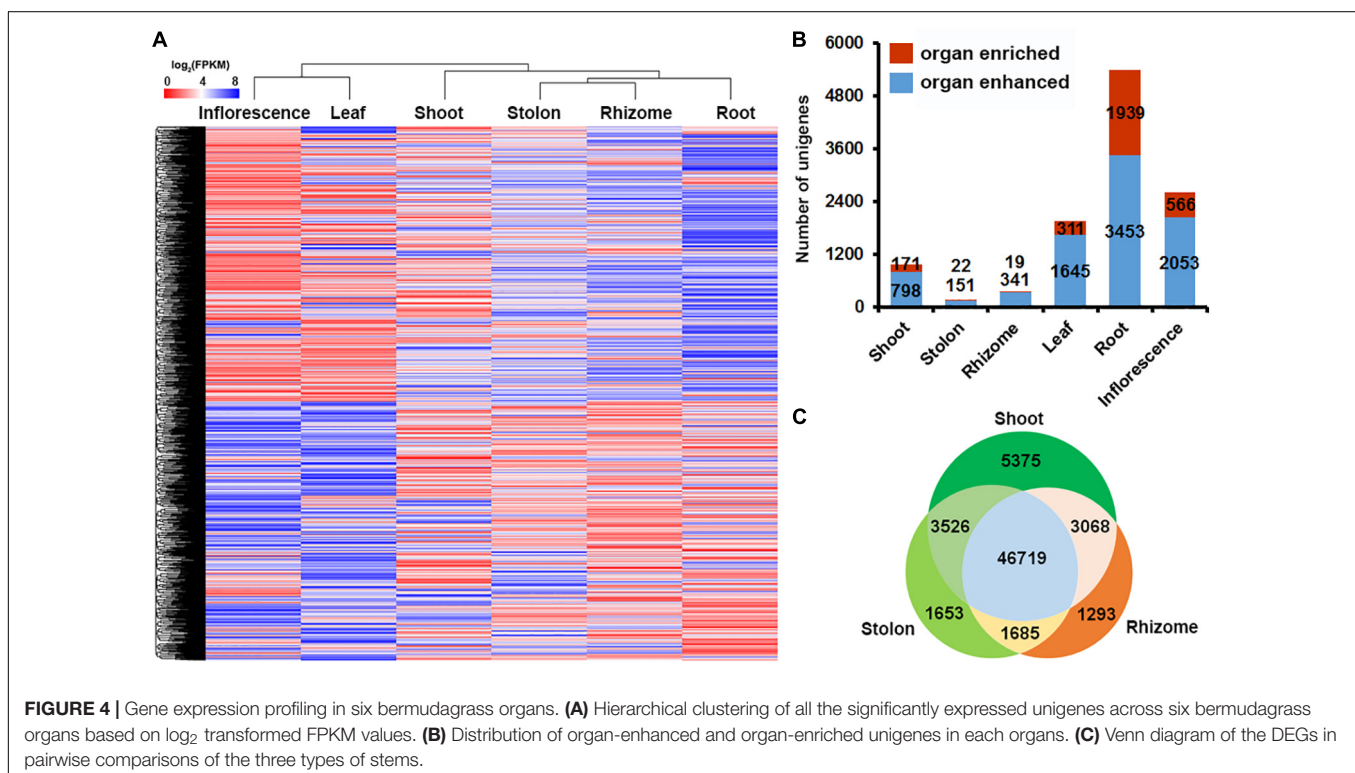 A
log2(FPKM)
0 4 8
Inflorescence Leaf Shoot Stolon Rhizome Root
B
organ enriched
organ enhanced
Number of unigenes
6000
4800
3600
2400
1200
0
171
798
22
151
19
341
311
1645
1939
3453
566
2053
Shoot
Stolon
Rhizome
Leaf
Root
Inflorescence
C
Shoot
5375
3526
3068
46719
1653
1293
1685
Stolon
Rhizome
FIGURE 4 | Gene expression profiling in six bermudagrass organs. (A) Hierarchical clustering of all the significantly expressed unigenes across six bermudagrass
organs based on log2 transformed FPKM values. (B) Distribution of organ-enhanced and organ-enriched unigenes in each organs. (C) Venn diagram of the DEGs in
pairwise comparisons of the three types of stems.